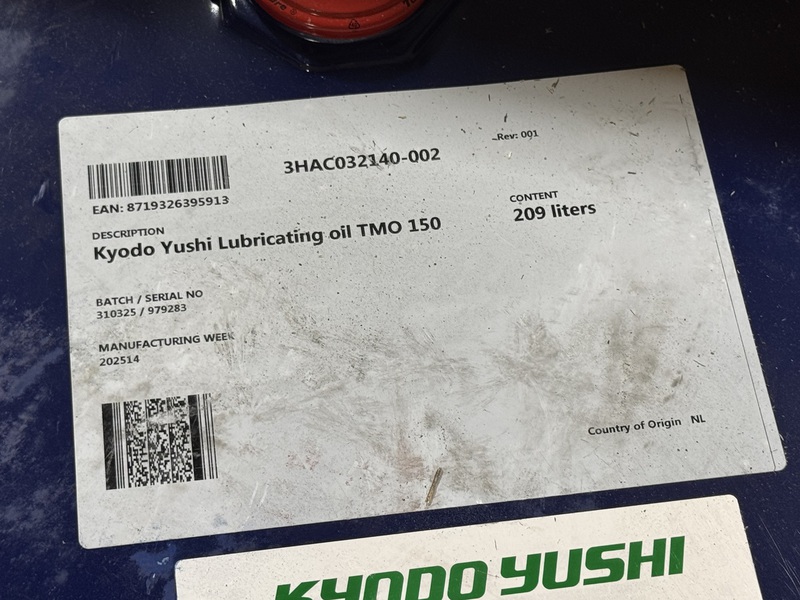 3HAC032140-002
Rev: 001
EAN: 8719326395913
DESCRIPTION
Kyodo Yushi Lubricating oil TMO 150
CONTENT
209 liters
BATCH / SERIAL NO
310325 / 979283
MANUFACTURING WEEK
202514
Country of Origin NL
KYODO YUSHI